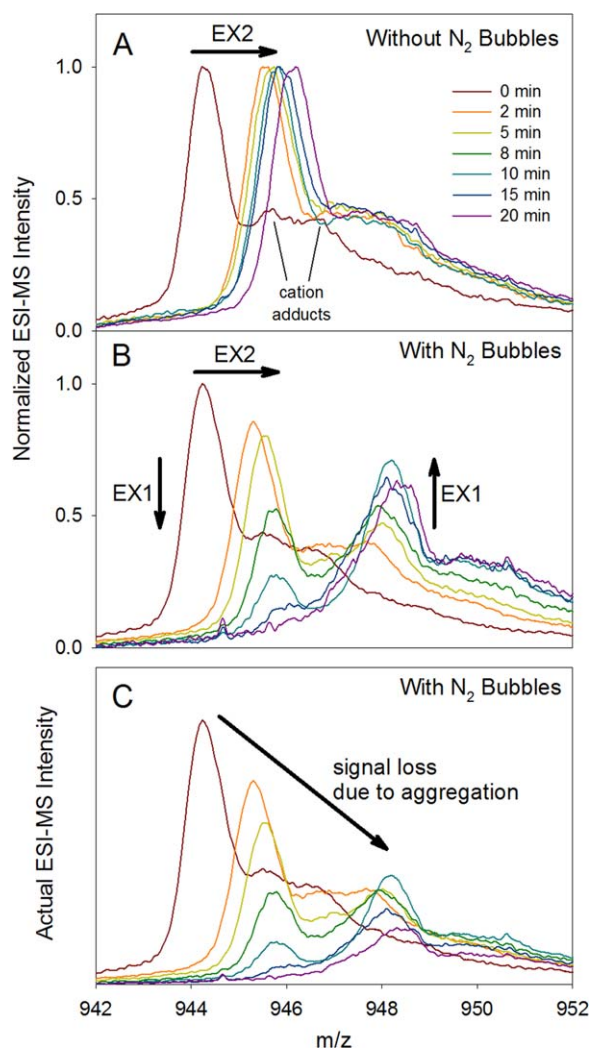 A
EX2
Without N₂ Bubbles
1.0
0 min
2 min
5 min
8 min
10 min
15 min
20 min
0.5
cation
adducts
0.0
Normalized ESI-MS Intensity
B
EX2
With N₂ Bubbles
1.0
EX1
EX1
0.5
0.0
C
With N₂ Bubbles
signal loss
due to aggregation
Actual ESI-MS Intensity
942 944 946 948 950 952
m/z